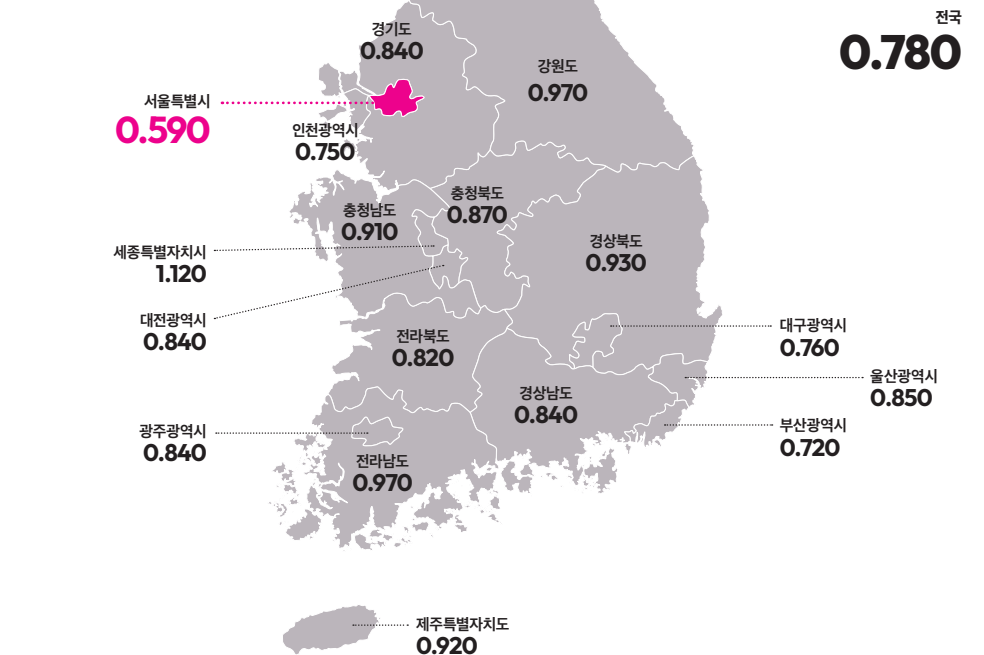 전국
0.780
경기도
0.840
강원도
0.970
서울특별시
0.590
인천광역시
0.750
충청북도
0.870
충청남도
0.910
세종특별자치시
1.120
경상북도
0.930
대전광역시
0.840
전라북도
0.820
대구광역시
0.760
울산광역시
0.850
경상남도
0.840
부산광역시
0.720
광주광역시
0.840
전라남도
0.970
제주특별자치도
0.920